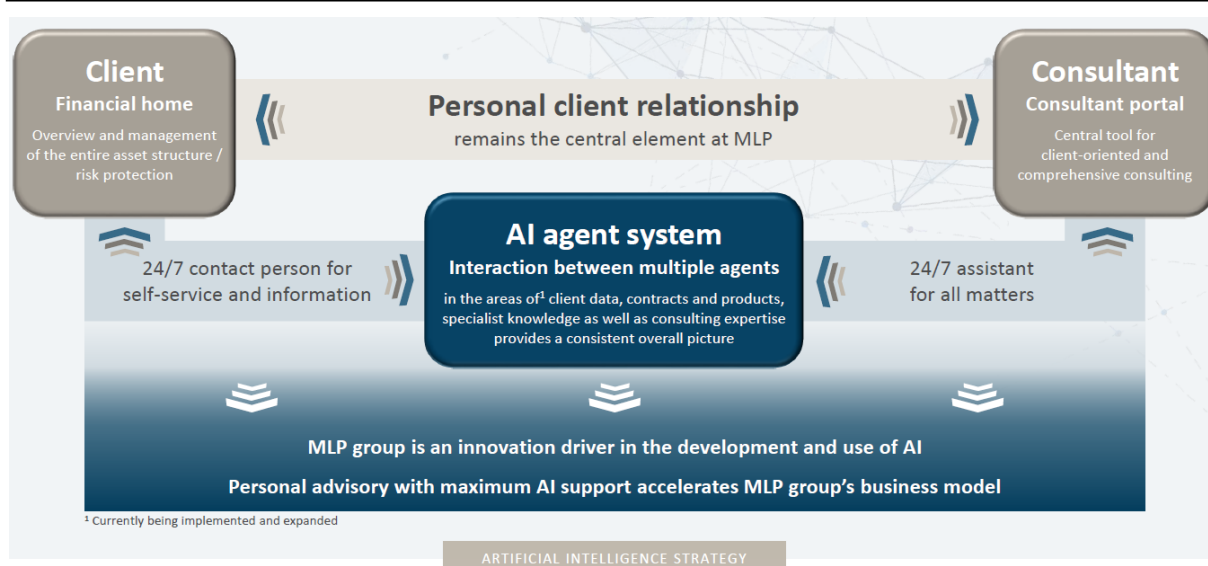 Client
Financial home
Overview and management
of the entire asset structure /
risk protection
Personal client relationship
remains the central element at MLP
Consultant
Consultant portal
Central tool for
client-oriented and
comprehensive consulting
24/7 contact person for
self-service and information
AI agent system
Interaction between multiple agents
in the areas of¹ client data, contracts and products,
specialist knowledge as well as consulting expertise
provides a consistent overall picture
24/7 assistant
for all matters
MLP group is an innovation driver in the development and use of AI
Personal advisory with maximum AI support accelerates MLP group’s business model
¹ Currently being implemented and expanded
ARTIFICIAL INTELLIGENCE STRATEGY